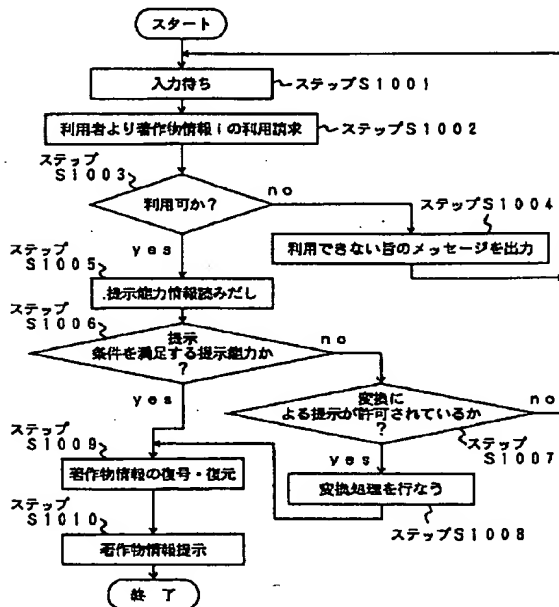 スタート
入力待ち
ステップS1001
利用者より著作物情報iの利用請求
ステップS1002
ステップ
S1003
利用可か？
no
ステップS1004
利用できない旨のメッセージを出力
yes
ステップ
S1005
提示能力情報読みだし
ステップ
S1006
提示
条件を満足する提示能力か
？
no
yes
変換に
よる提示が許可されているか
？
no
ステップ
S1007
yes
変換処理を行なう
ステップS1008
ステップ
S1009
著作物情報の復号・復元
ステップ
S1010
著作物情報提示
終了